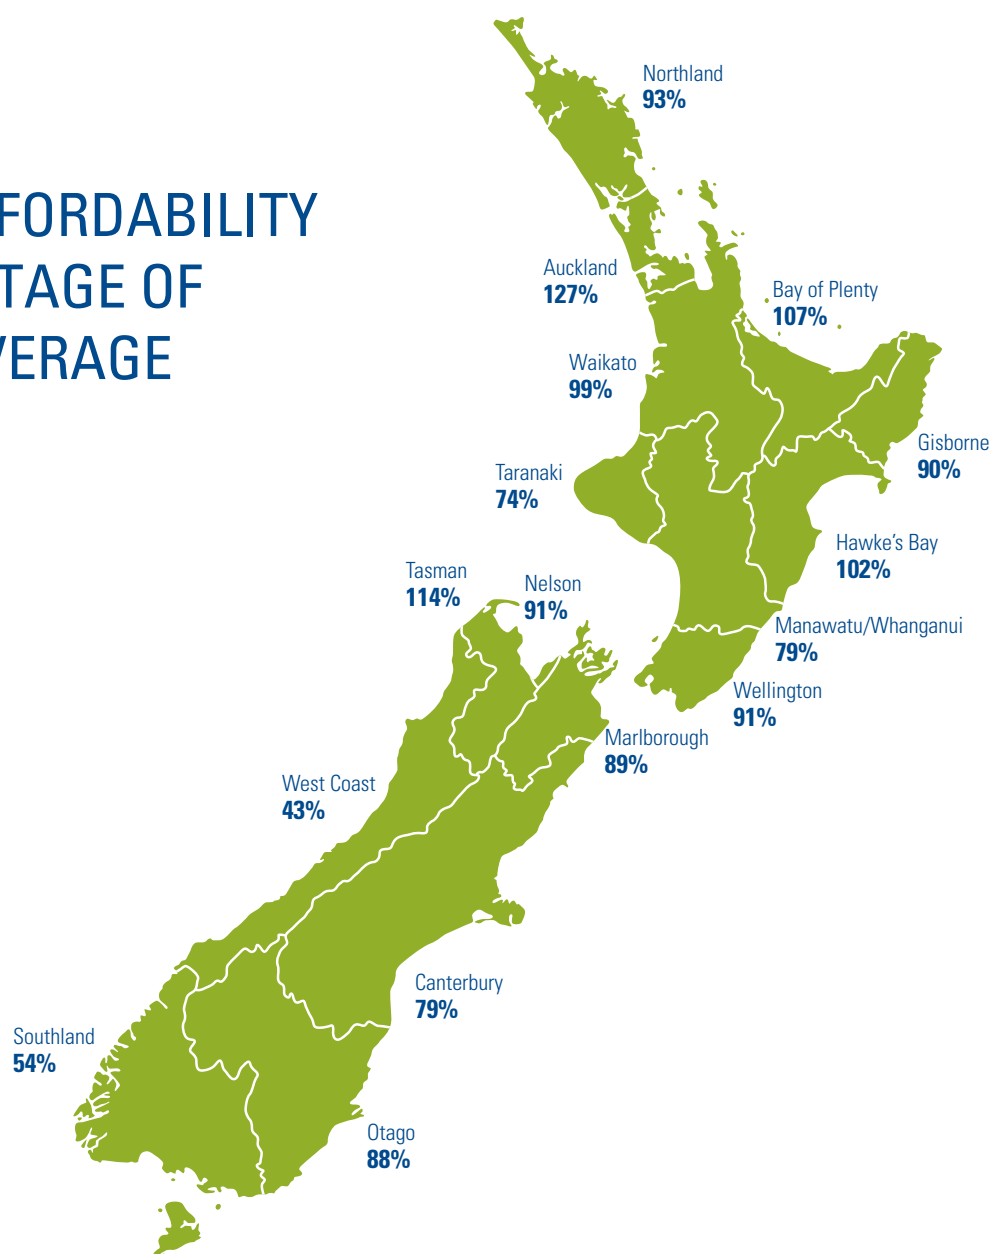 FORDABILITY
TAGE OF
VERAGE
Northland
93%
Auckland
127%
Bay of Plenty
107%
Waikato
99%
Gisborne
90%
Taranaki
74%
Hawke's Bay
102%
Tasman
114%
Nelson
91%
Manawatu/Whanganui
79%
Wellington
91%
Marlborough
89%
West Coast
43%
Canterbury
79%
Southland
54%
Otago
88%